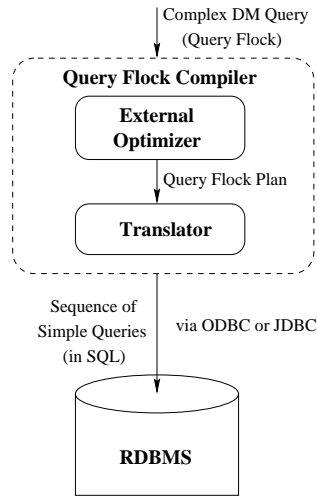 Complex DM Query
(Query Flock)
Query Flock Compiler
External
Optimizer
Query Flock Plan
Translator
Sequence of
Simple Queries
(in SQL)
via ODBC or JDBC
RDBMS